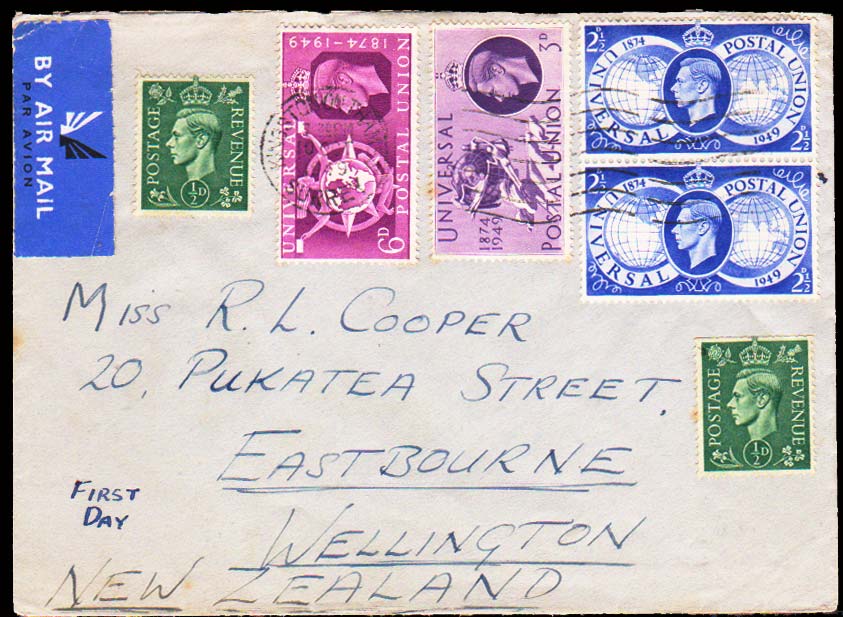 BY AIR MAIL
PAR AVION
POSTAGE REVENUE
½D
1874-1949
UNIVERSAL POSTAL UNION
6D
3D
UNIVERSAL
POSTAL UNION
1874
1949
2½D 1874 POSTAL UNION
UNIVERSAL 1949 2½D
2½D 1874 POSTAL UNION
UNIVERSAL 1949 2½D
MISS R. L. COOPER
20, PUKATEA STREET,
EASTBOURNE
WELLINGTON
NEW ZEALAND
FIRST
DAY
POSTAGE REVENUE
½D